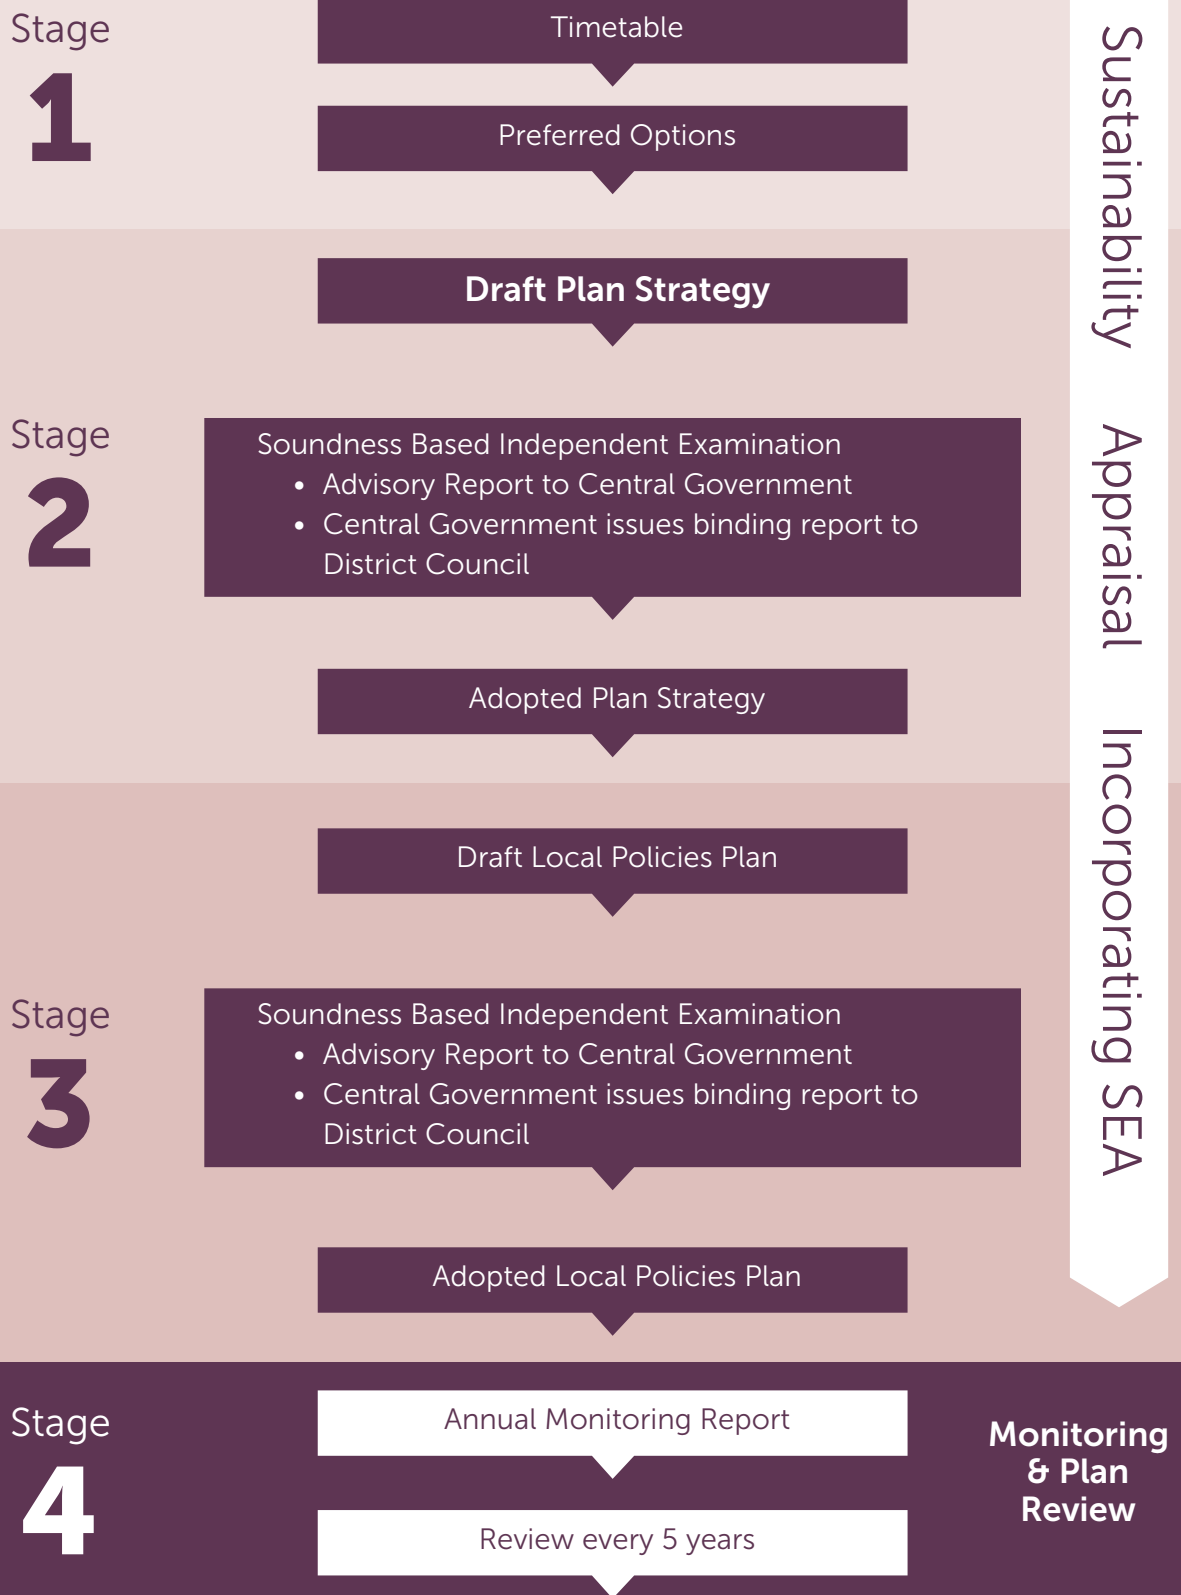 Stage
1
Timetable
Preferred Options
Draft Plan Strategy
Stage
2
Soundness Based Independent Examination
• Advisory Report to Central Government
• Central Government issues binding report to
District Council
Adopted Plan Strategy
Draft Local Policies Plan
Stage
3
Soundness Based Independent Examination
• Advisory Report to Central Government
• Central Government issues binding report to
District Council
Adopted Local Policies Plan
Sustainability Appraisal Incorporating SEA
Stage
4
Annual Monitoring Report
Review every 5 years
Monitoring
& Plan
Review